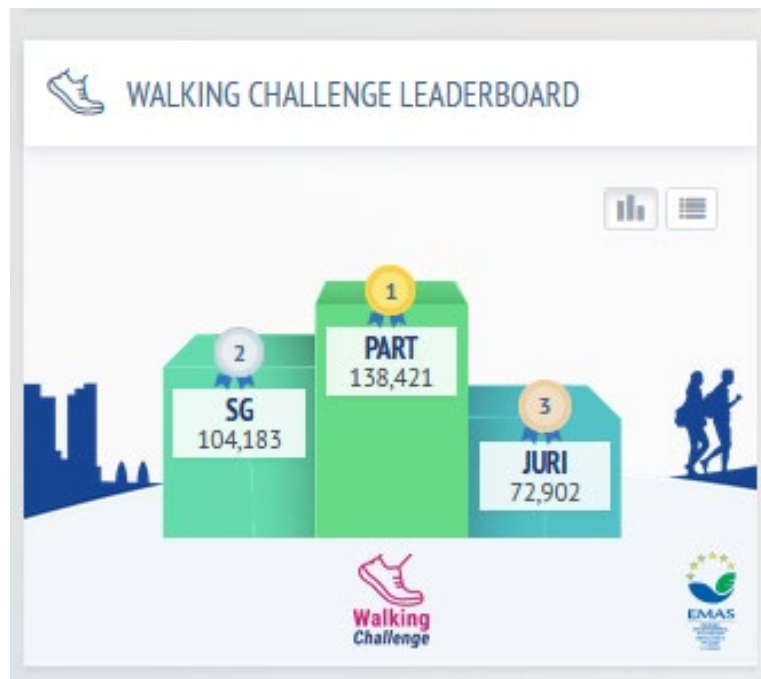 WALKING CHALLENGE LEADERBOARD
1
PART
138,421
2
SG
104,183
3
JURI
72,902
Walking
Challenge
EMAS